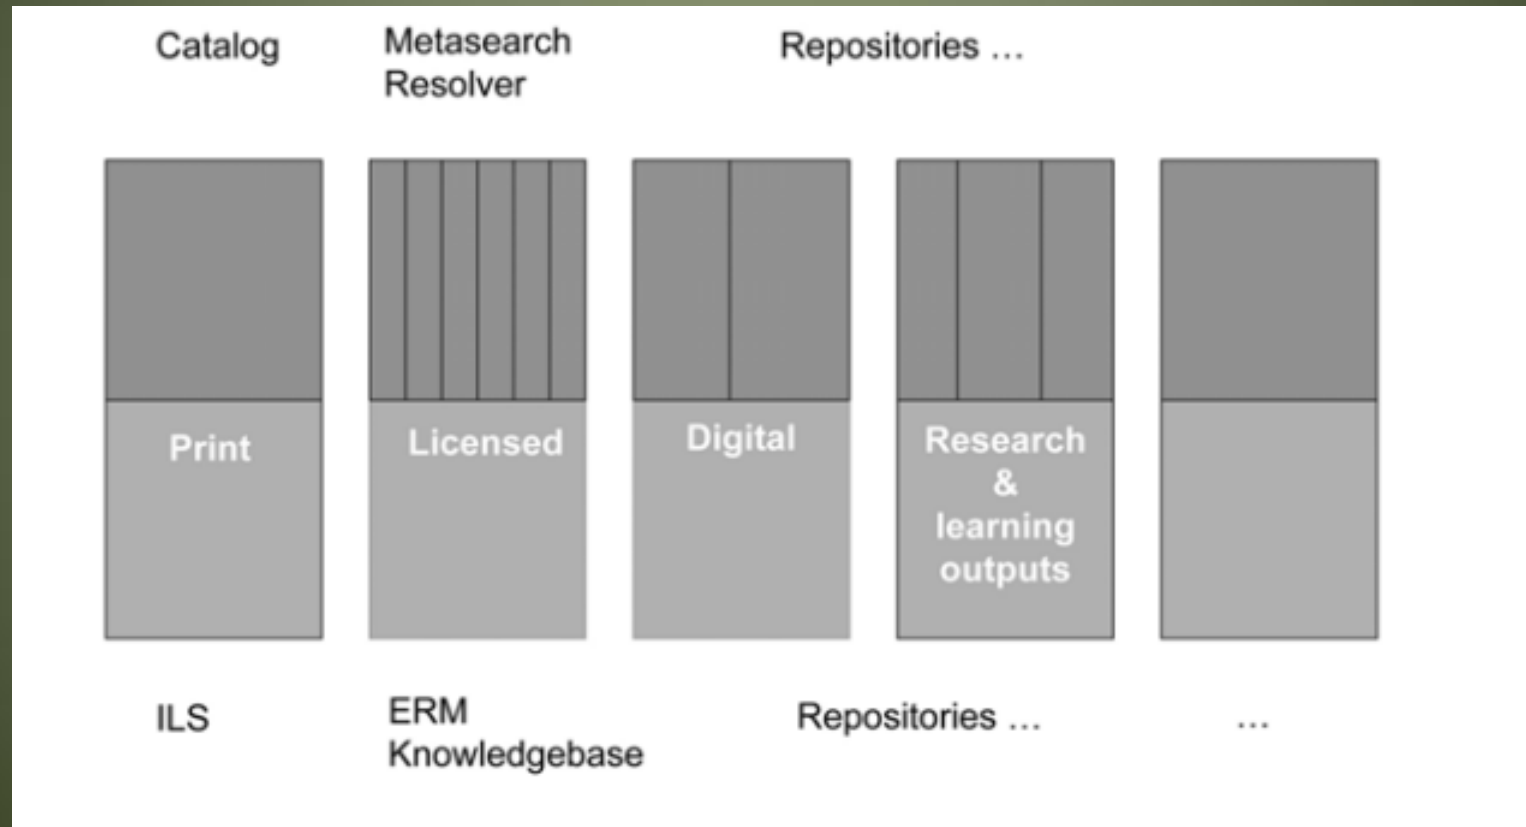 Catalog
Metasearch
Resolver
Repositories ...
Print
Licensed
Digital
Research
&
learning
outputs
ILS
ERM
Knowledgebase
Repositories ...
...